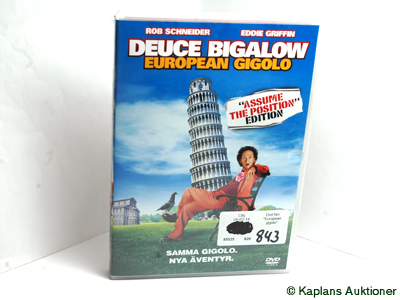 ROB SCHNEIDER EDDIE GRIFFIN
DEUCE BIGALOW
EUROPEAN GIGOLO
"ASSUME
THE POSITION"
EDITION
843
SAMMA GIGOLO.
NYA ÄVENTYR.
DVD
© Kaplans Auktioner